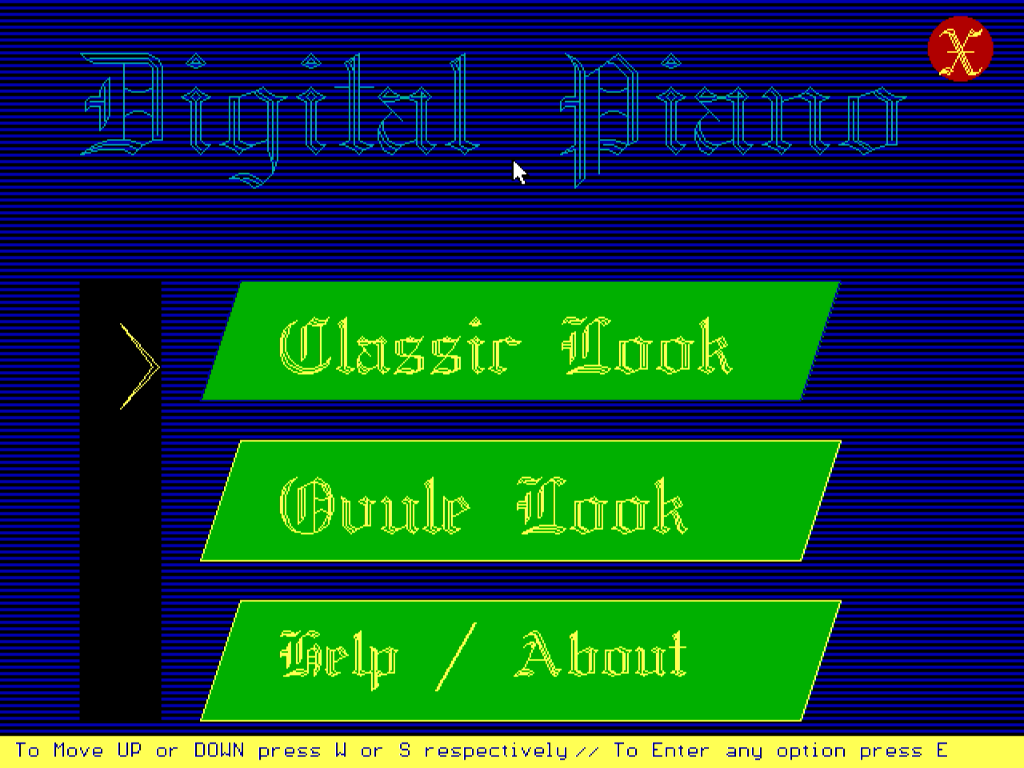 Digital Piano
X
Classic Look
Ovule Look
Help / About
To Move UP or DOWN press W or S respectively // To Enter any option press E